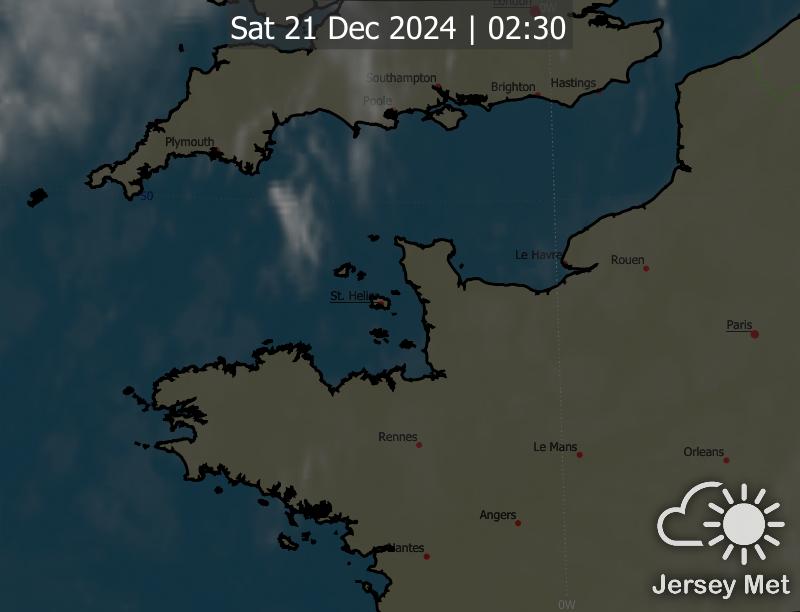 London
0W
Sat 21 Dec 2024 | 02:30
Southampton
Brighton
Hastings
Poole
Plymouth
50
Le Havre
Rouen
St. Helier
Paris
Rennes
Le Mans
Orleans
Angers
Nantes
Jersey Met
0W